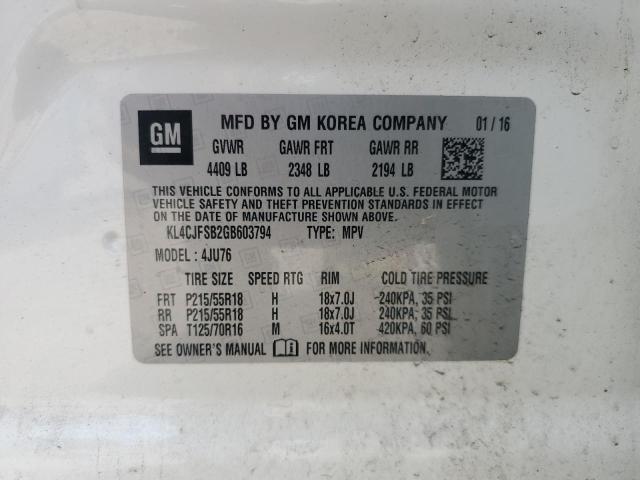 GM MFD BY GM KOREA COMPANY 01 / 16
GVWR GAWR FRT GAWR RR
4409 LB 2348 LB 2194 LB
THIS VEHICLE CONFORMS TO ALL APPLICABLE U.S. FEDERAL MOTOR
VEHICLE SAFETY AND THEFT PREVENTION STANDARDS IN EFFECT ON
THE DATE OF MANUFACTURE SHOWN ABOVE.
KL4CJFSB2GB603794 TYPE: MPV
MODEL : 4JU76
TIRE SIZE SPEED RTG RIM COLD TIRE PRESSURE
FRT P215/55R18 H 18x7.0J 240KPA, 35 PSI
RR P215/55R18 H 18x7.0J 240KPA, 35 PSI
SPA T125/70R16 M 16x4.0T 420KPA, 60 PSI
SEE OWNER'S MANUAL FOR MORE INFORMATION.